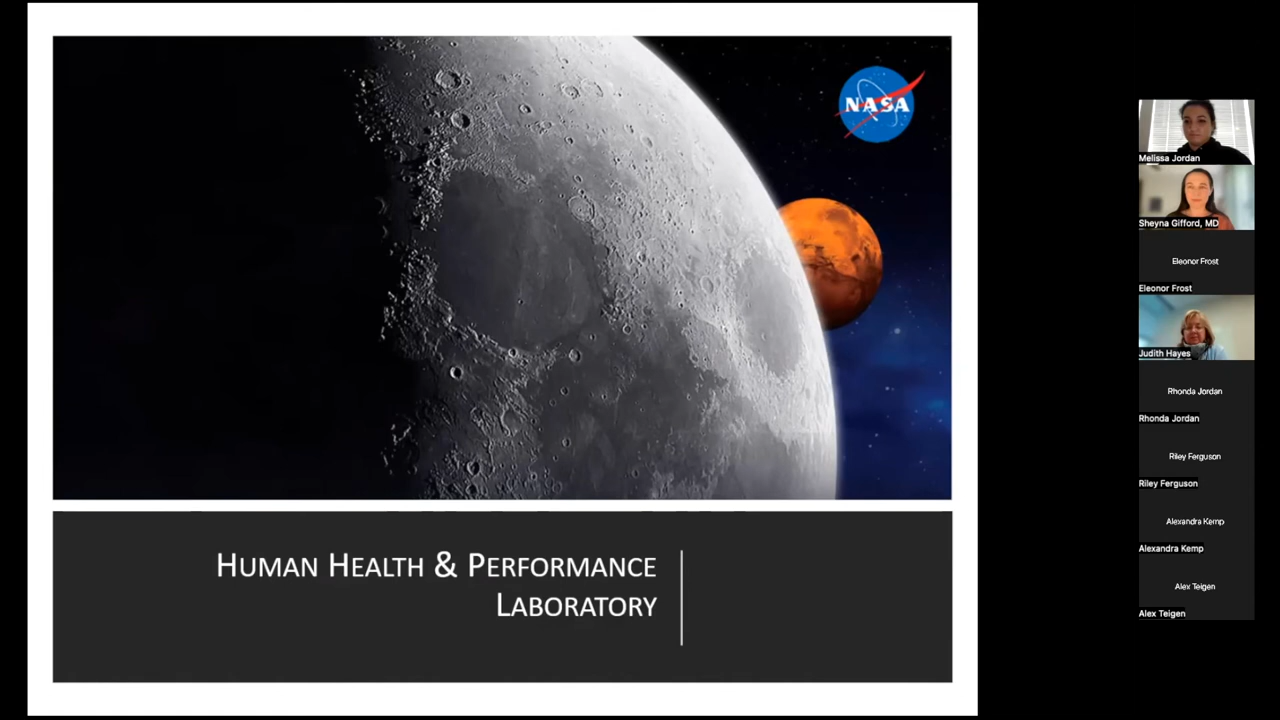 NASA
HUMAN HEALTH & PERFORMANCE
LABORATORY
Melissa Jordan
Sheyna Gifford, MD
Eleonor Frost
Eleonor Frost
Judith Hayes
Rhonda Jordan
Rhonda Jordan
Riley Ferguson
Riley Ferguson
Alexandra Kemp
Alexandra Kemp
Alex Teigen
Alex Teigen